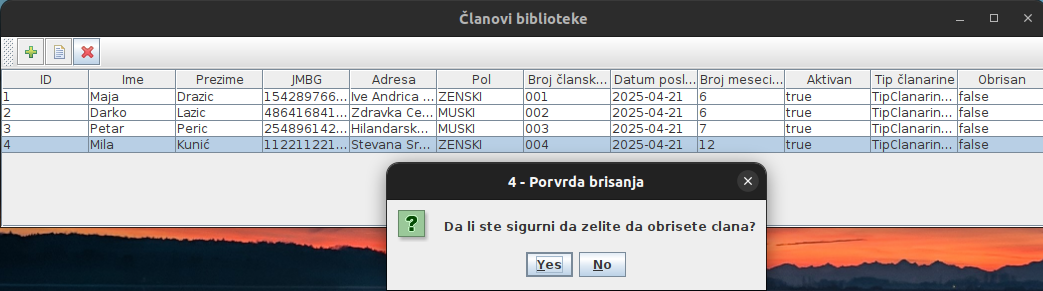 Članovi biblioteke
ID Ime Prezime JMBG Adresa Pol Broj člansk... Datum posl... Broj meseci... Aktivan Tip članarine Obrisan
1 Maja Drazic 154289766... Ive Andrica ... ZENSKI 001 2025-04-21 6 true TipClanarin... false
2 Darko Lazic 486416841... Zdravka Ce... MUSKI 002 2025-04-21 6 true TipClanarin... false
3 Petar Peric 254896142... Hilandarsk... MUSKI 003 2025-04-21 7 true TipClanarin... false
4 Mila Kunić 112211221... Stevana Sr... ZENSKI 004 2025-04-21 12 true TipClanarin... false
4 - Porvrda brisanja
? Da li ste sigurni da zelite da obrisete clana?
Yes No